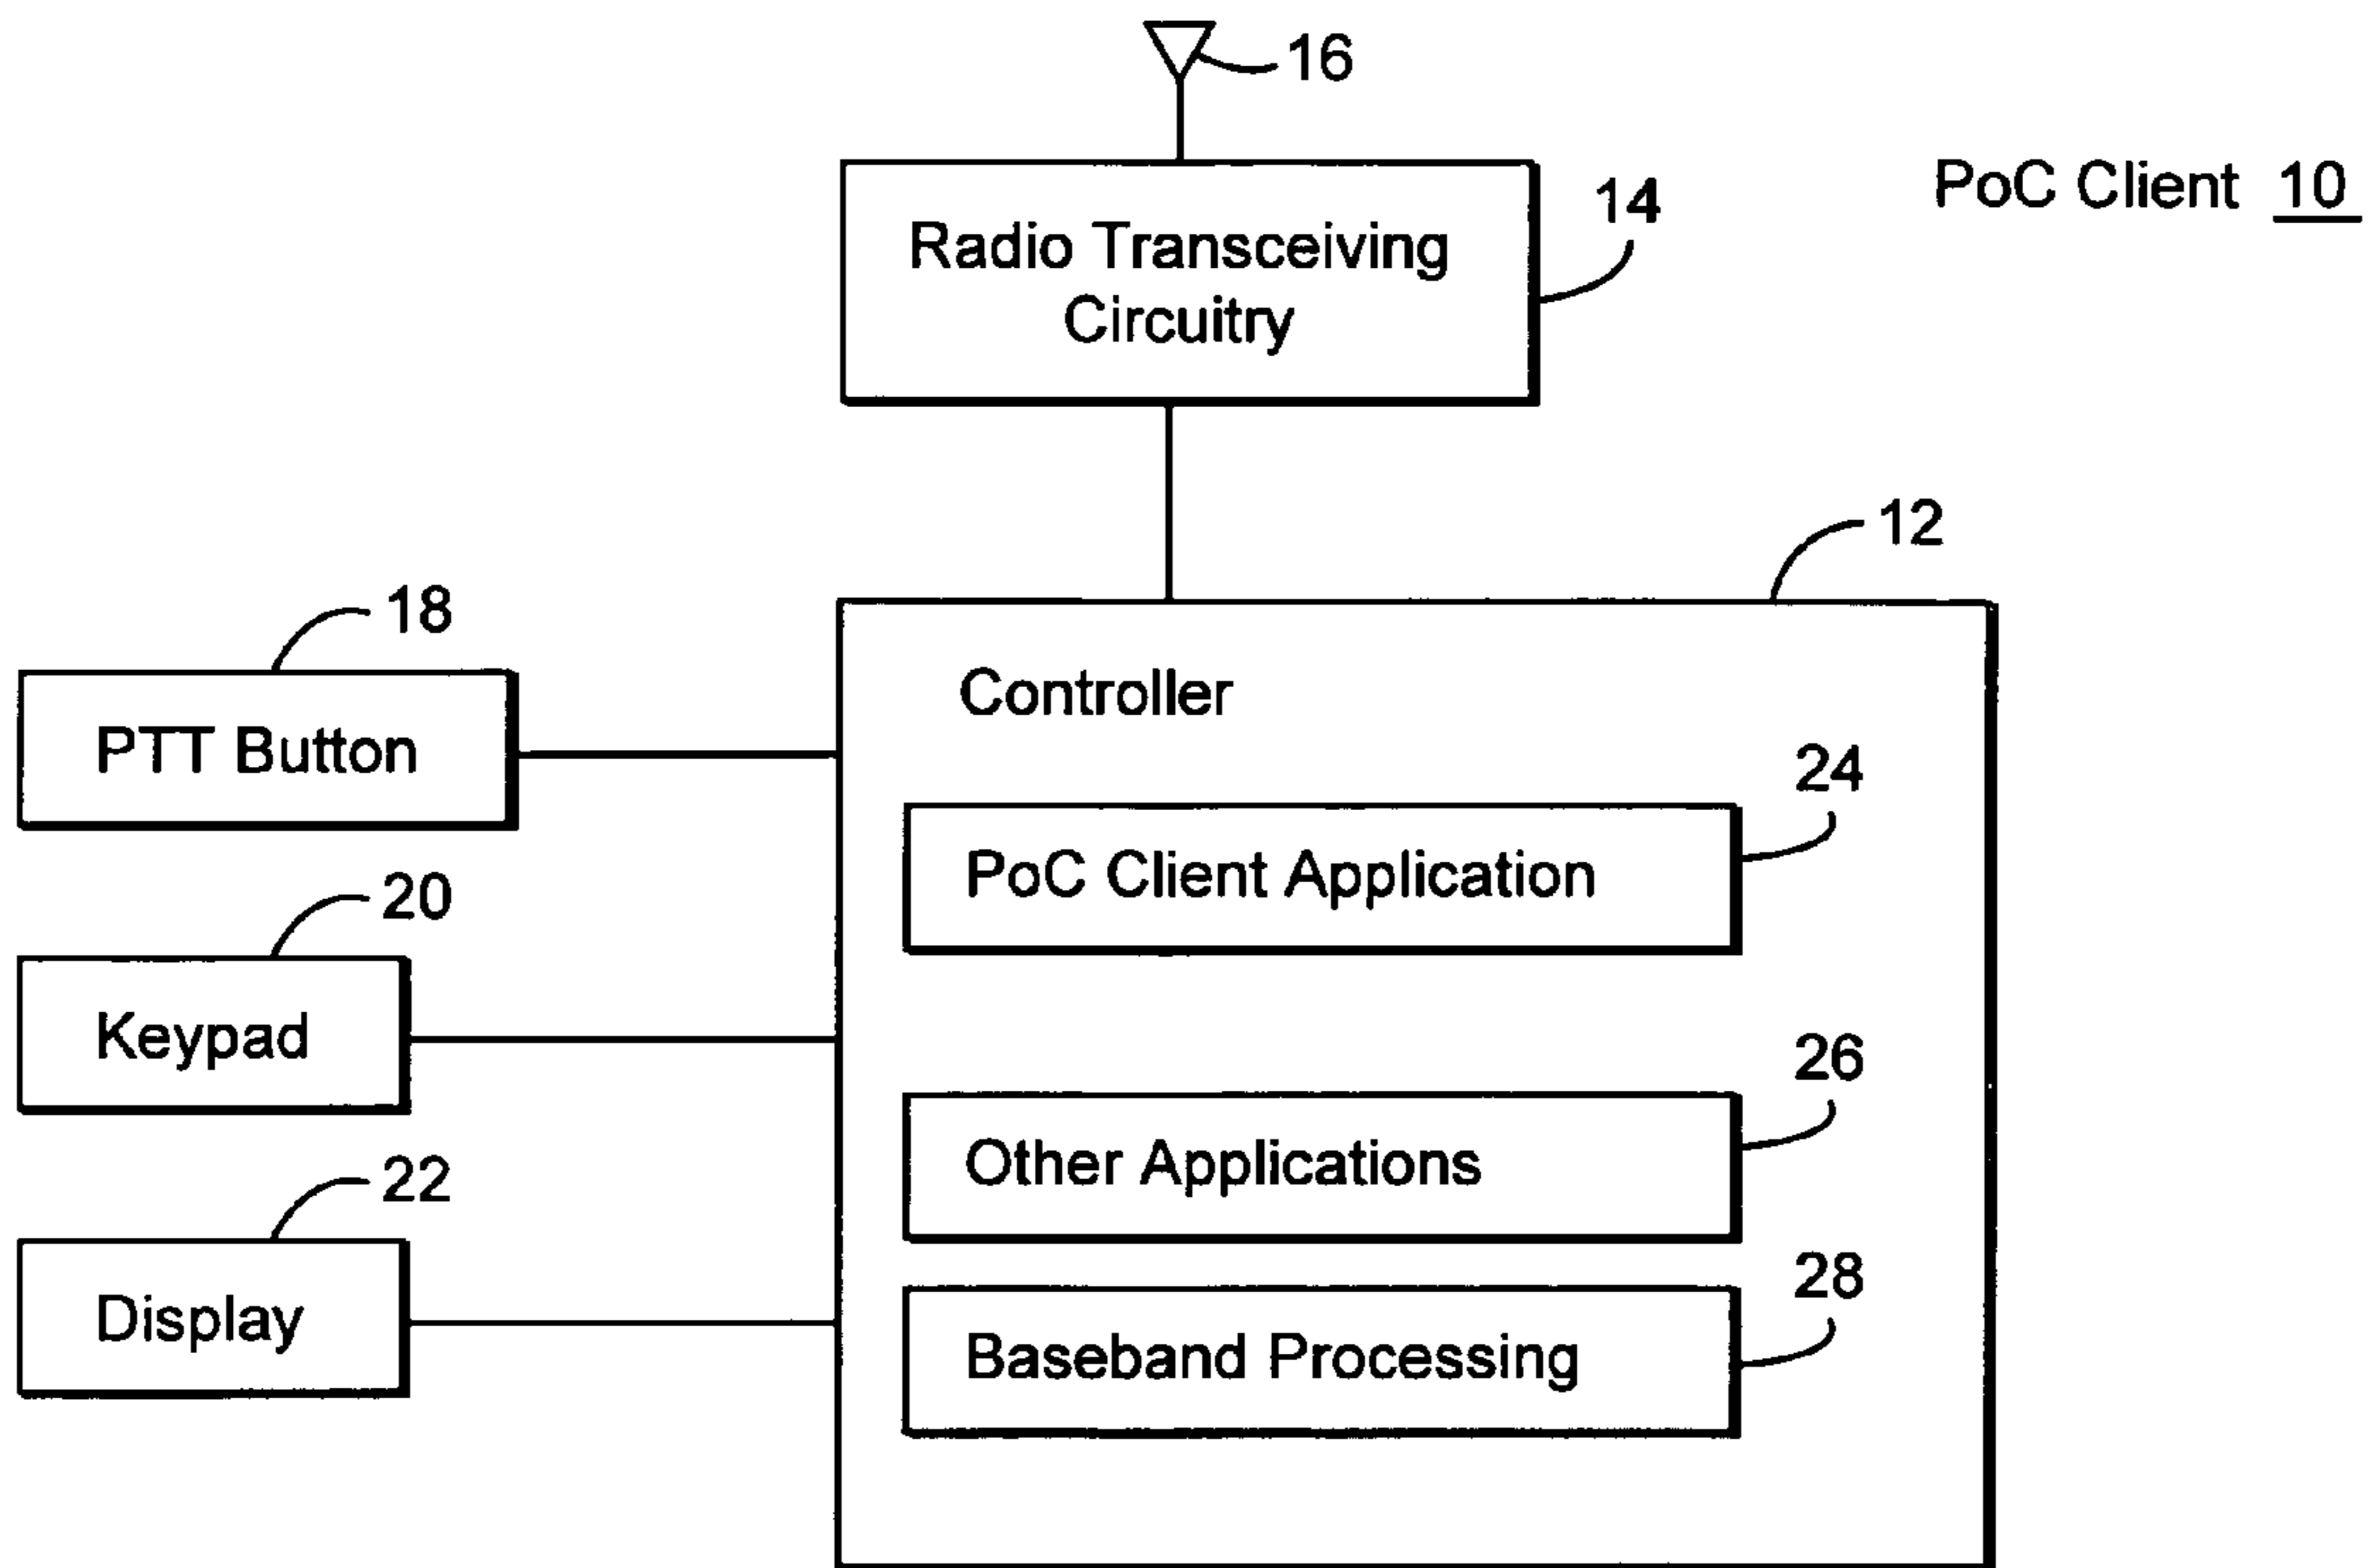 16
PoC Client 10
14
Radio Transceiving
Circuitry
12
18
Controller
PTT Button
24
PoC Client Application
20
Keypad
26
Other Applications
22
28
Display
Baseband Processing